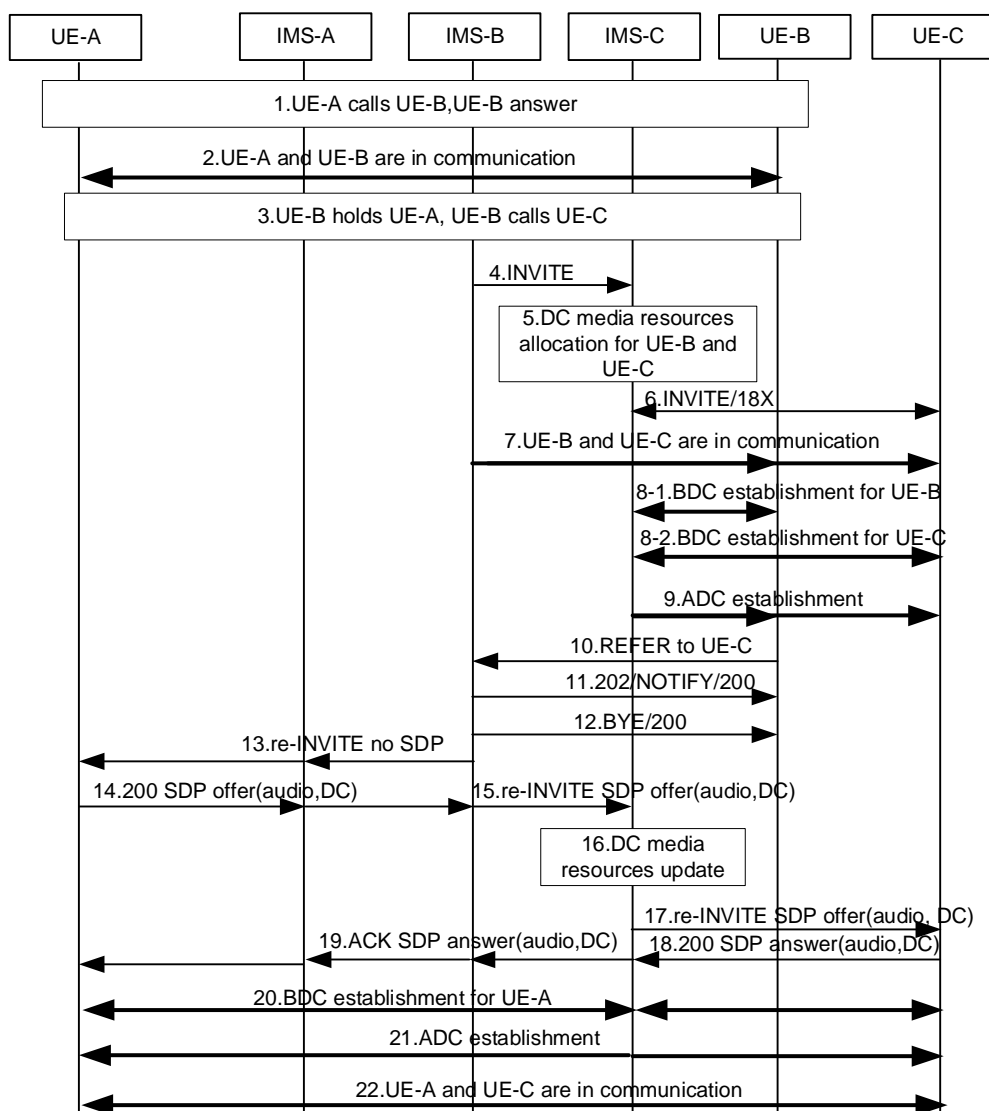 UE-A
IMS-A
IMS-B
IMS-C
UE-B
UE-C
1.UE-A calls UE-B,UE-B answer
2.UE-A and UE-B are in communication
3.UE-B holds UE-A, UE-B calls UE-C
4.INVITE
5.DC media resources
allocation for UE-B and
UE-C
6.INVITE/18X
7.UE-B and UE-C are in communication
8-1.BDC establishment for UE-B
8-2.BDC establishment for UE-C
9.ADC establishment
10.REFER to UE-C
11.202/NOTIFY/200
12.BYE/200
13.re-INVITE no SDP
14.200 SDP offer(audio,DC)
15.re-INVITE SDP offer(audio,DC)
16.DC media
resources update
17.re-INVITE SDP offer(audio, DC)
18.200 SDP answer(audio,DC)
19.ACK SDP answer(audio,DC)
20.BDC establishment for UE-A
21.ADC establishment
22.UE-A and UE-C are in communication